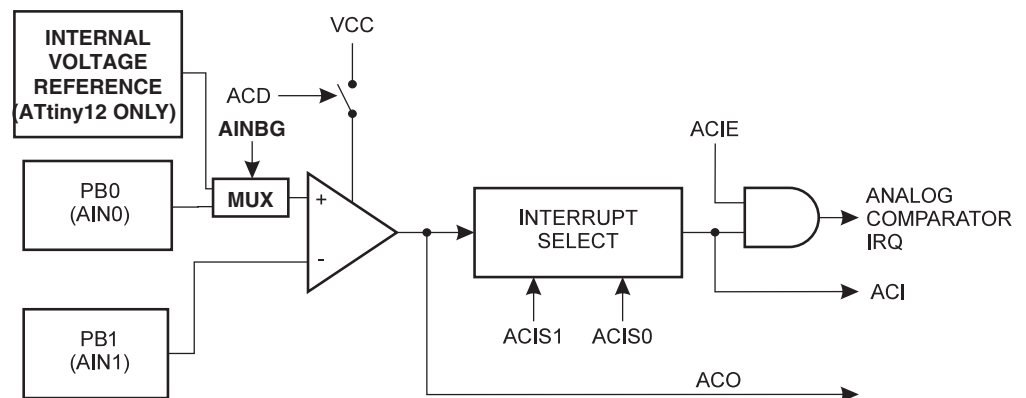 INTERNAL
VOLTAGE
REFERENCE
(ATtiny12 ONLY)
VCC
ACD
AINBG
MUX
PB0
(AIN0)
+
-
PB1
(AIN1)
INTERRUPT
SELECT
ACIS1
ACIS0
ACIE
ANALOG
COMPARATOR
IRQ
ACI
ACO